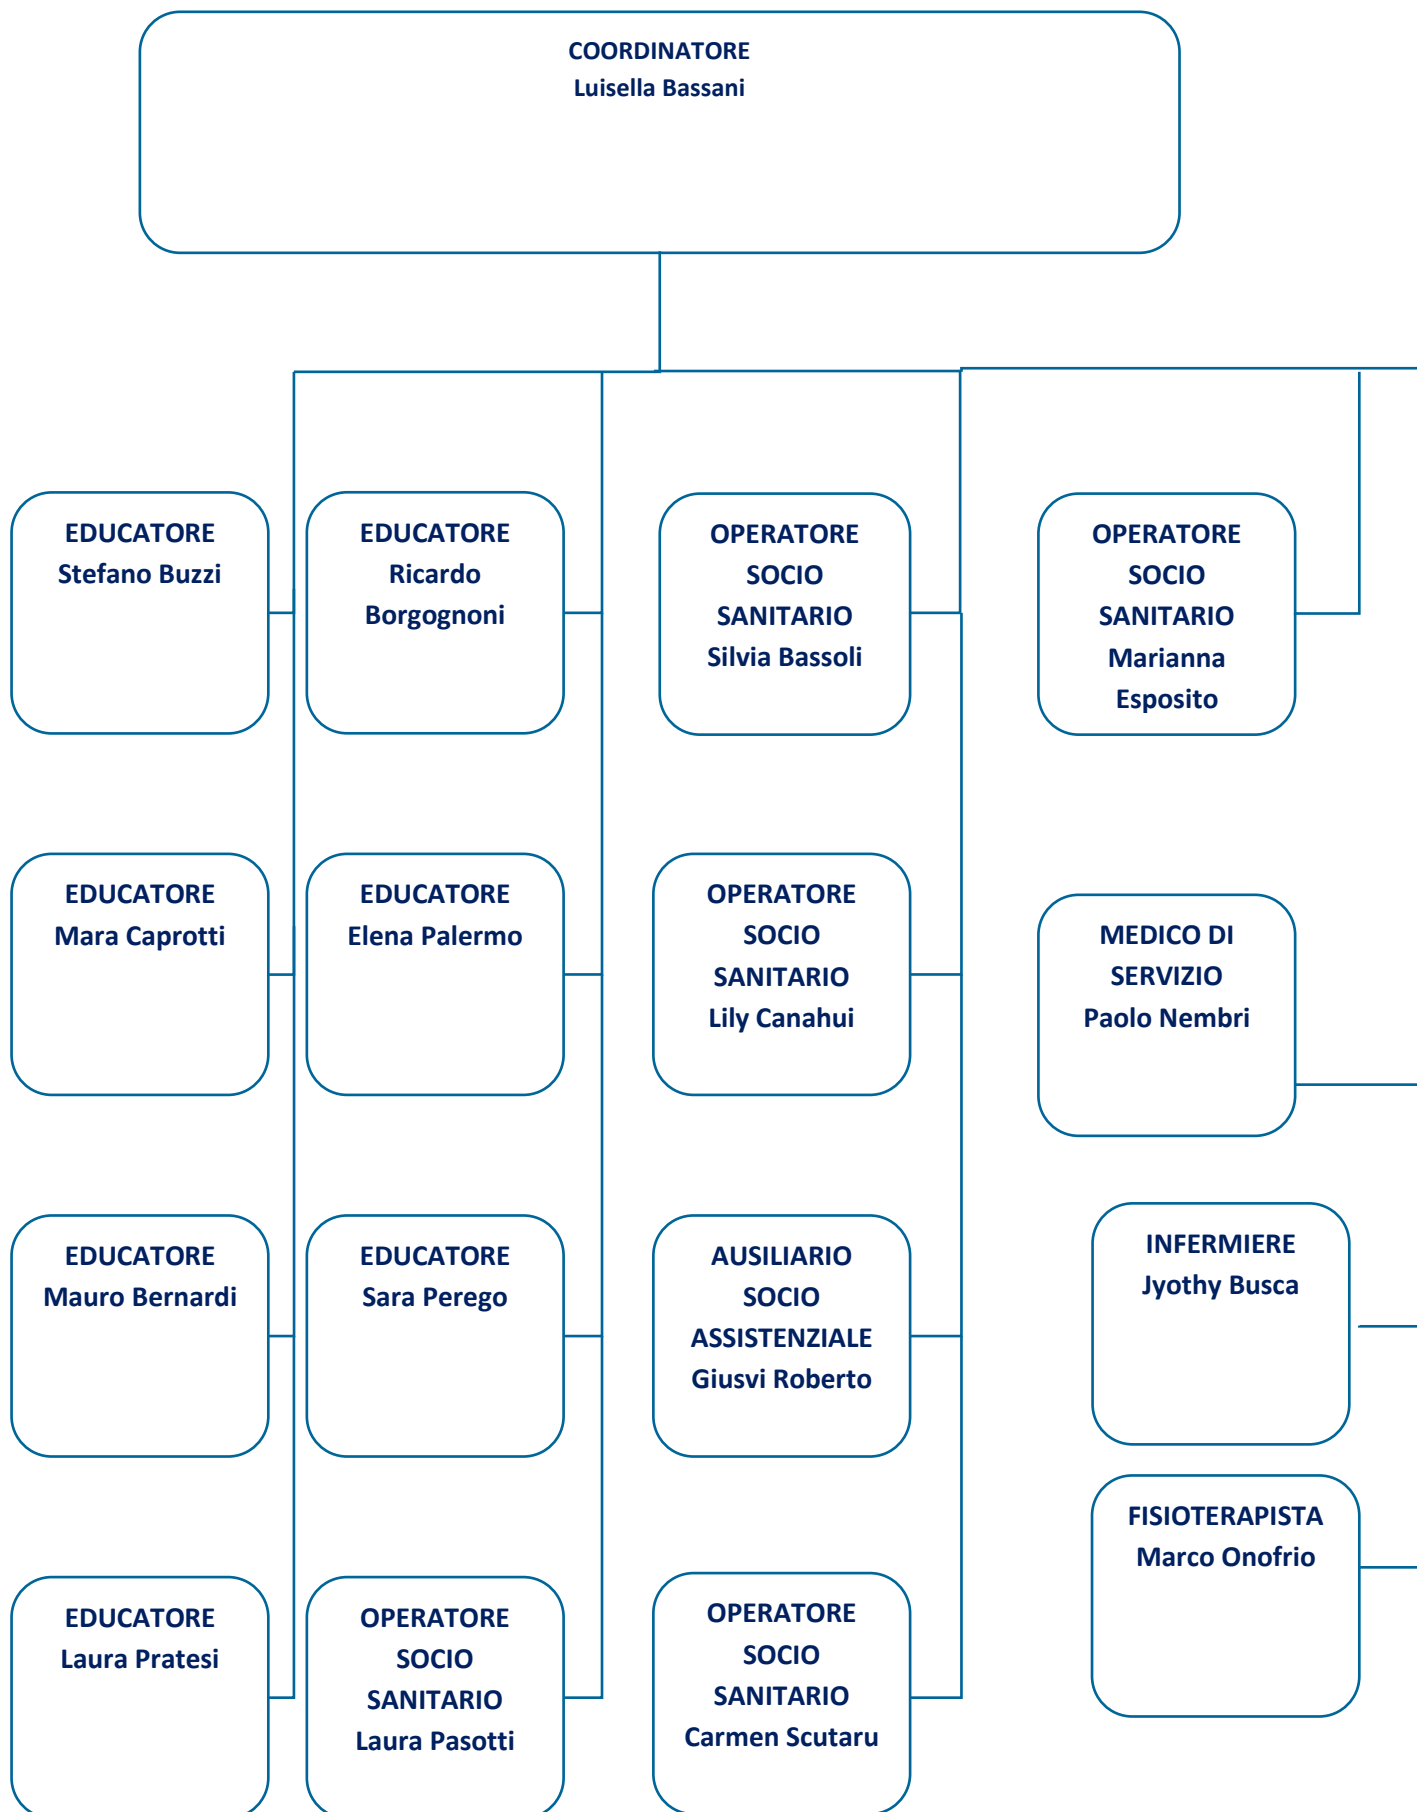 COORDINATORE
Luisella Bassani
EDUCATORE
Stefano Buzzi
EDUCATORE
Ricardo
Borgognoni
OPERATORE
SOCIO
SANITARIO
Silvia Bassoli
OPERATORE
SOCIO
SANITARIO
Marianna
Esposito
EDUCATORE
Mara Caprotti
EDUCATORE
Elena Palermo
OPERATORE
SOCIO
SANITARIO
Lily Canahui
MEDICO DI
SERVIZIO
Paolo Nembri
EDUCATORE
Mauro Bernardi
EDUCATORE
Sara Perego
AUSILIARIO
SOCIO
ASSISTENZIALE
Giusvi Roberto
INFERMIERE
Jyothy Busca
FISIOTERAPISTA
Marco Onofrio
EDUCATORE
Laura Pratesi
OPERATORE
SOCIO
SANITARIO
Laura Pasotti
OPERATORE
SOCIO
SANITARIO
Carmen Scutaru